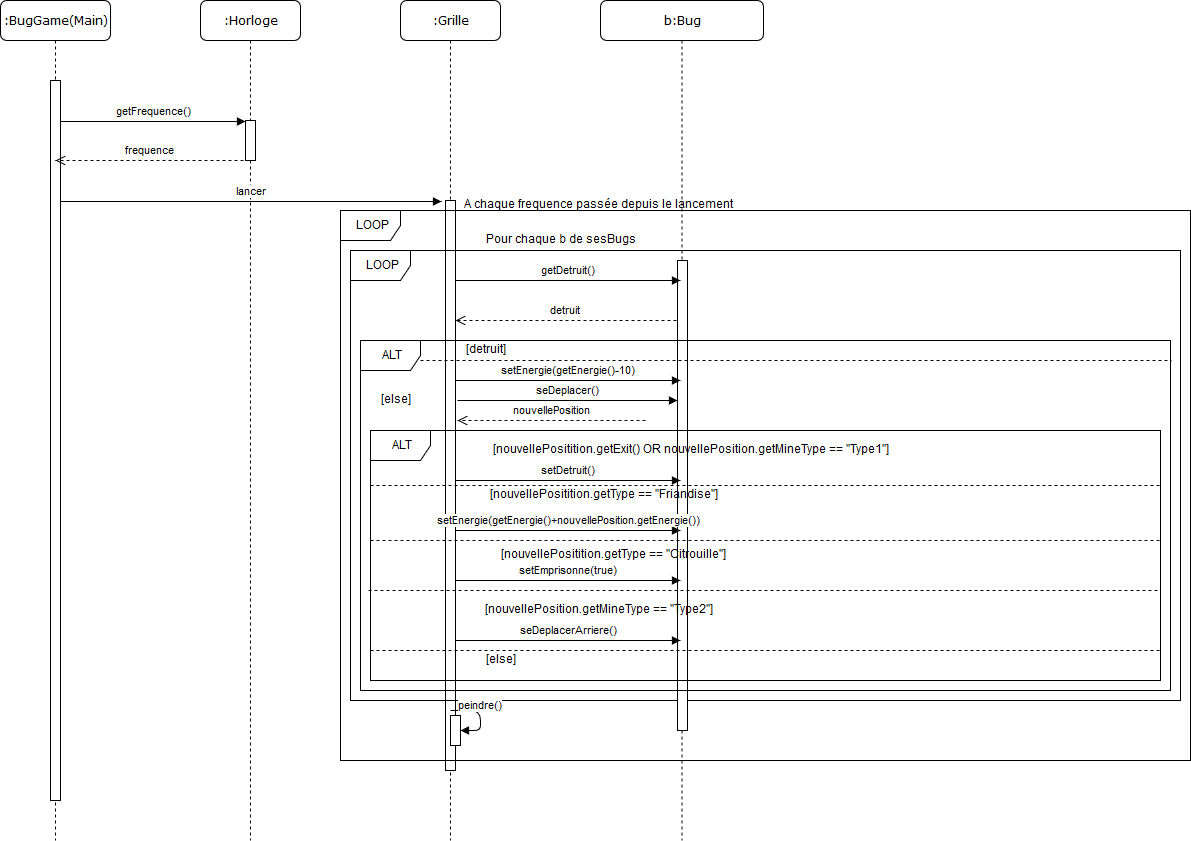 :BugGame(Main)
:Horloge
:Grille
b:Bug
getFrequence()
frequence
lancer
A chaque frequence passée depuis le lancement
LOOP
Pour chaque b de sesBugs
LOOP
getDetruit()
detruit
ALT
[detruit]
setEnergie(getEnergie()-10)
[else]
seDeplacer()
nouvellePosition
ALT
[nouvellePositition.getExit() OR nouvellePosition.getMineType == "Type1"]
setDetruit()
[nouvellePositition.getType == "Friandise"]
setEnergie(getEnergie()+nouvellePosition.getEnergie())
[nouvellePositition.getType == "Citrouille"]
setEmprisonne(true)
[nouvellePosition.getMineType == "Type2"]
seDeplacerArriere()
[else]
peindre()